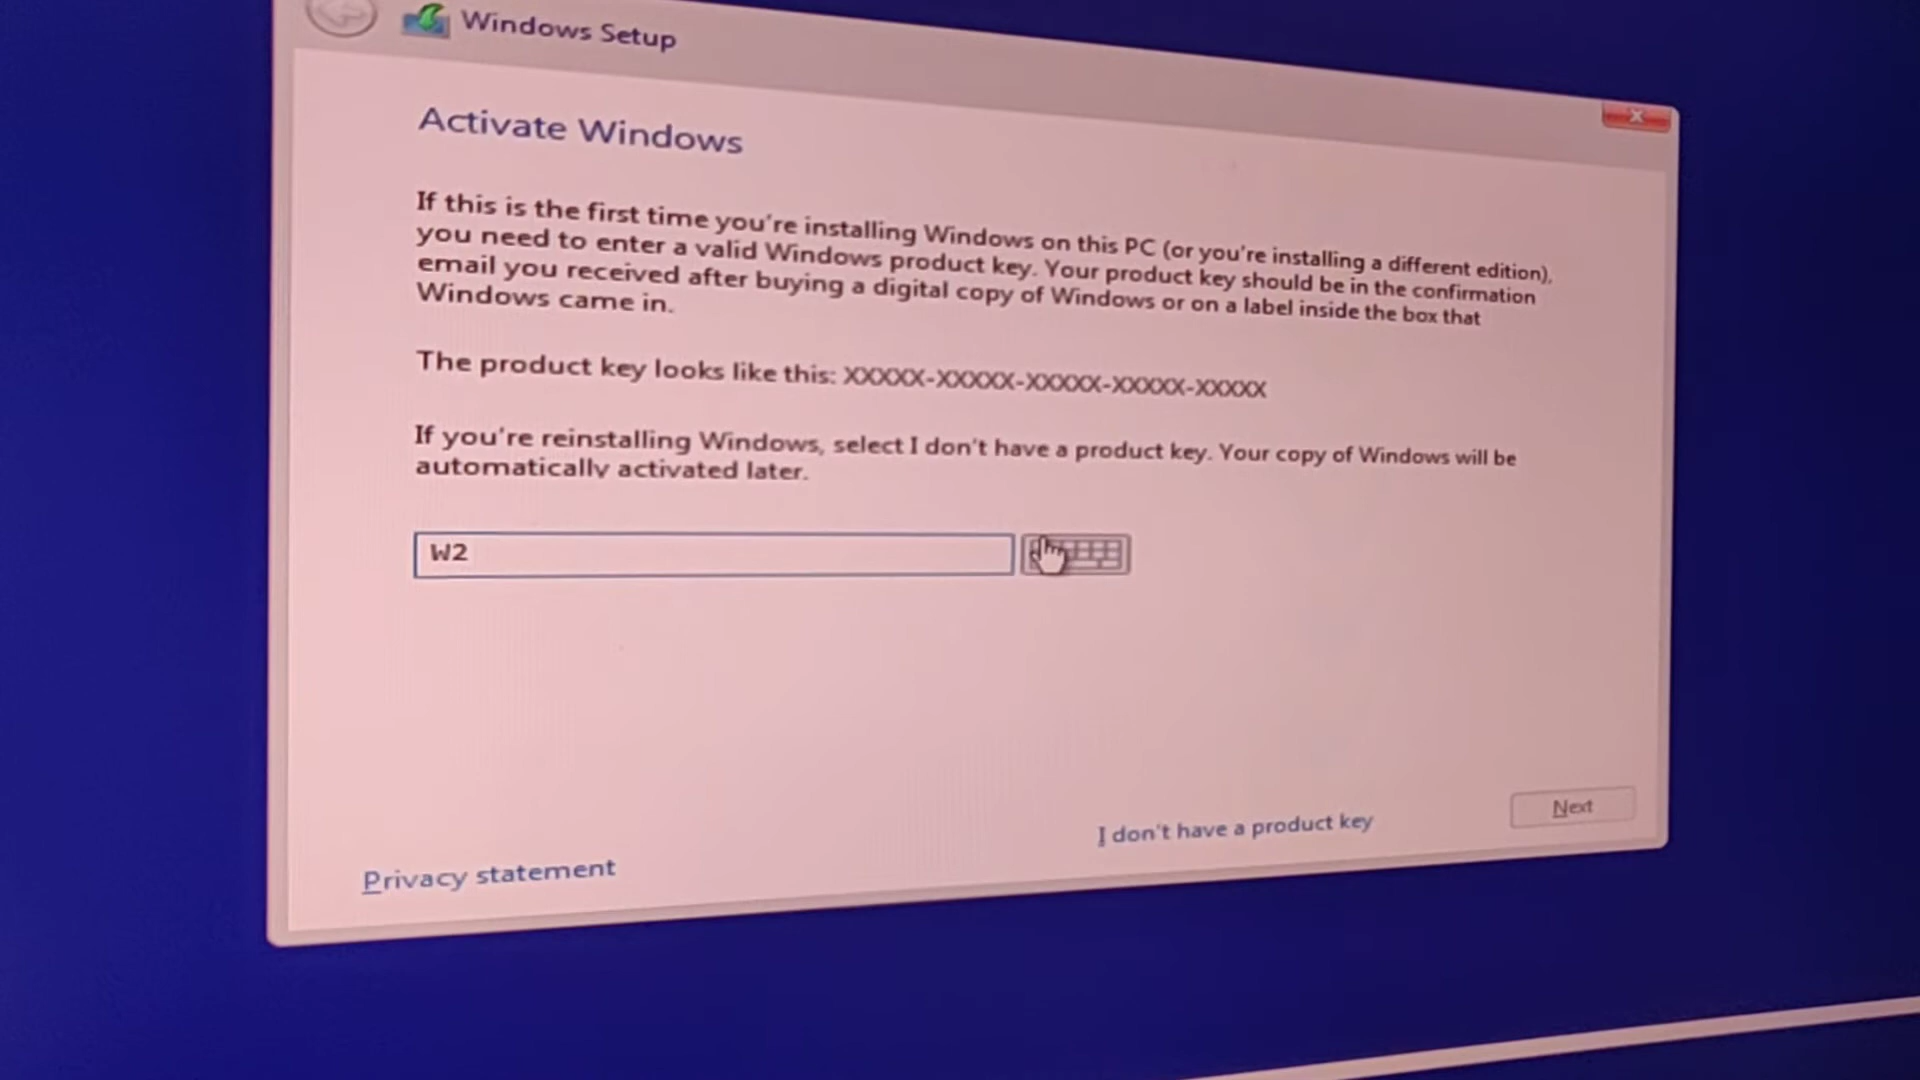 Windows Setup
Activate Windows
If this is the first time you're installing Windows on this PC (or you're installing a different edition),
you need to enter a valid Windows product key. Your product key should be in the confirmation
email you received after buying a digital copy of Windows or on a label inside the box that
Windows came in.
The product key looks like this: XXXXX-XXXXX-XXXXX-XXXXX-XXXXX
If you're reinstalling Windows, select I don't have a product key. Your copy of Windows will be
automatically activated later.
W2
I don't have a product key
Next
Privacy statement